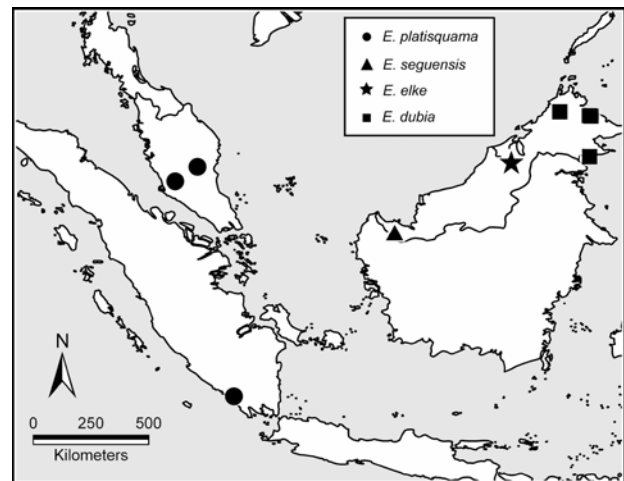 E. platisquama
E. seguensis
E. elke
E. dubia
N
0 250 500
Kilometers